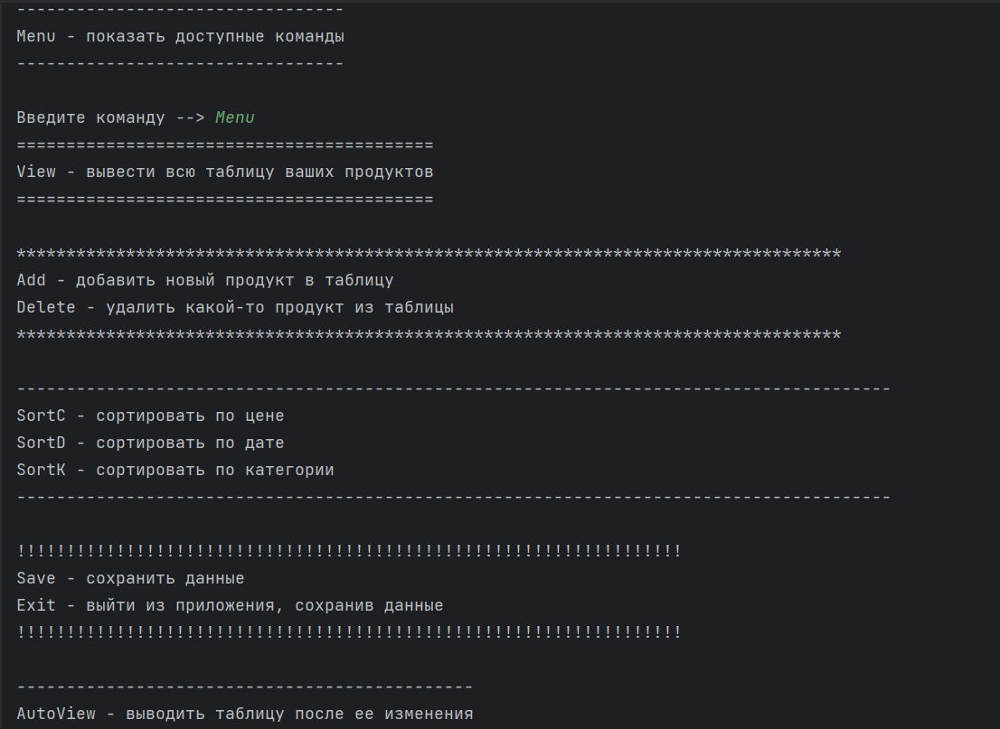 ---------------------------------
Menu - показать доступные команды
---------------------------------
Введите команду --> Menu
==========================================
View - вывести всю таблицу ваших продуктов
==========================================
***********************************************************************************
Add - добавить новый продукт в таблицу
Delete - удалить какой-то продукт из таблицы
***********************************************************************************
----------------------------------------------------------------------------------------
SortC - сортировать по цене
SortD - сортировать по дате
SortK - сортировать по категории
----------------------------------------------------------------------------------------
!!!!!!!!!!!!!!!!!!!!!!!!!!!!!!!!!!!!!!!!!!!!!!!!!!!!!!!!!!!!!!!!!!!
Save - сохранить данные
Exit - выйти из приложения, сохранив данные
!!!!!!!!!!!!!!!!!!!!!!!!!!!!!!!!!!!!!!!!!!!!!!!!!!!!!!!!!!!!!!!!!!!
----------------------------------------------
AutoView - выводить таблицу после ее изменения